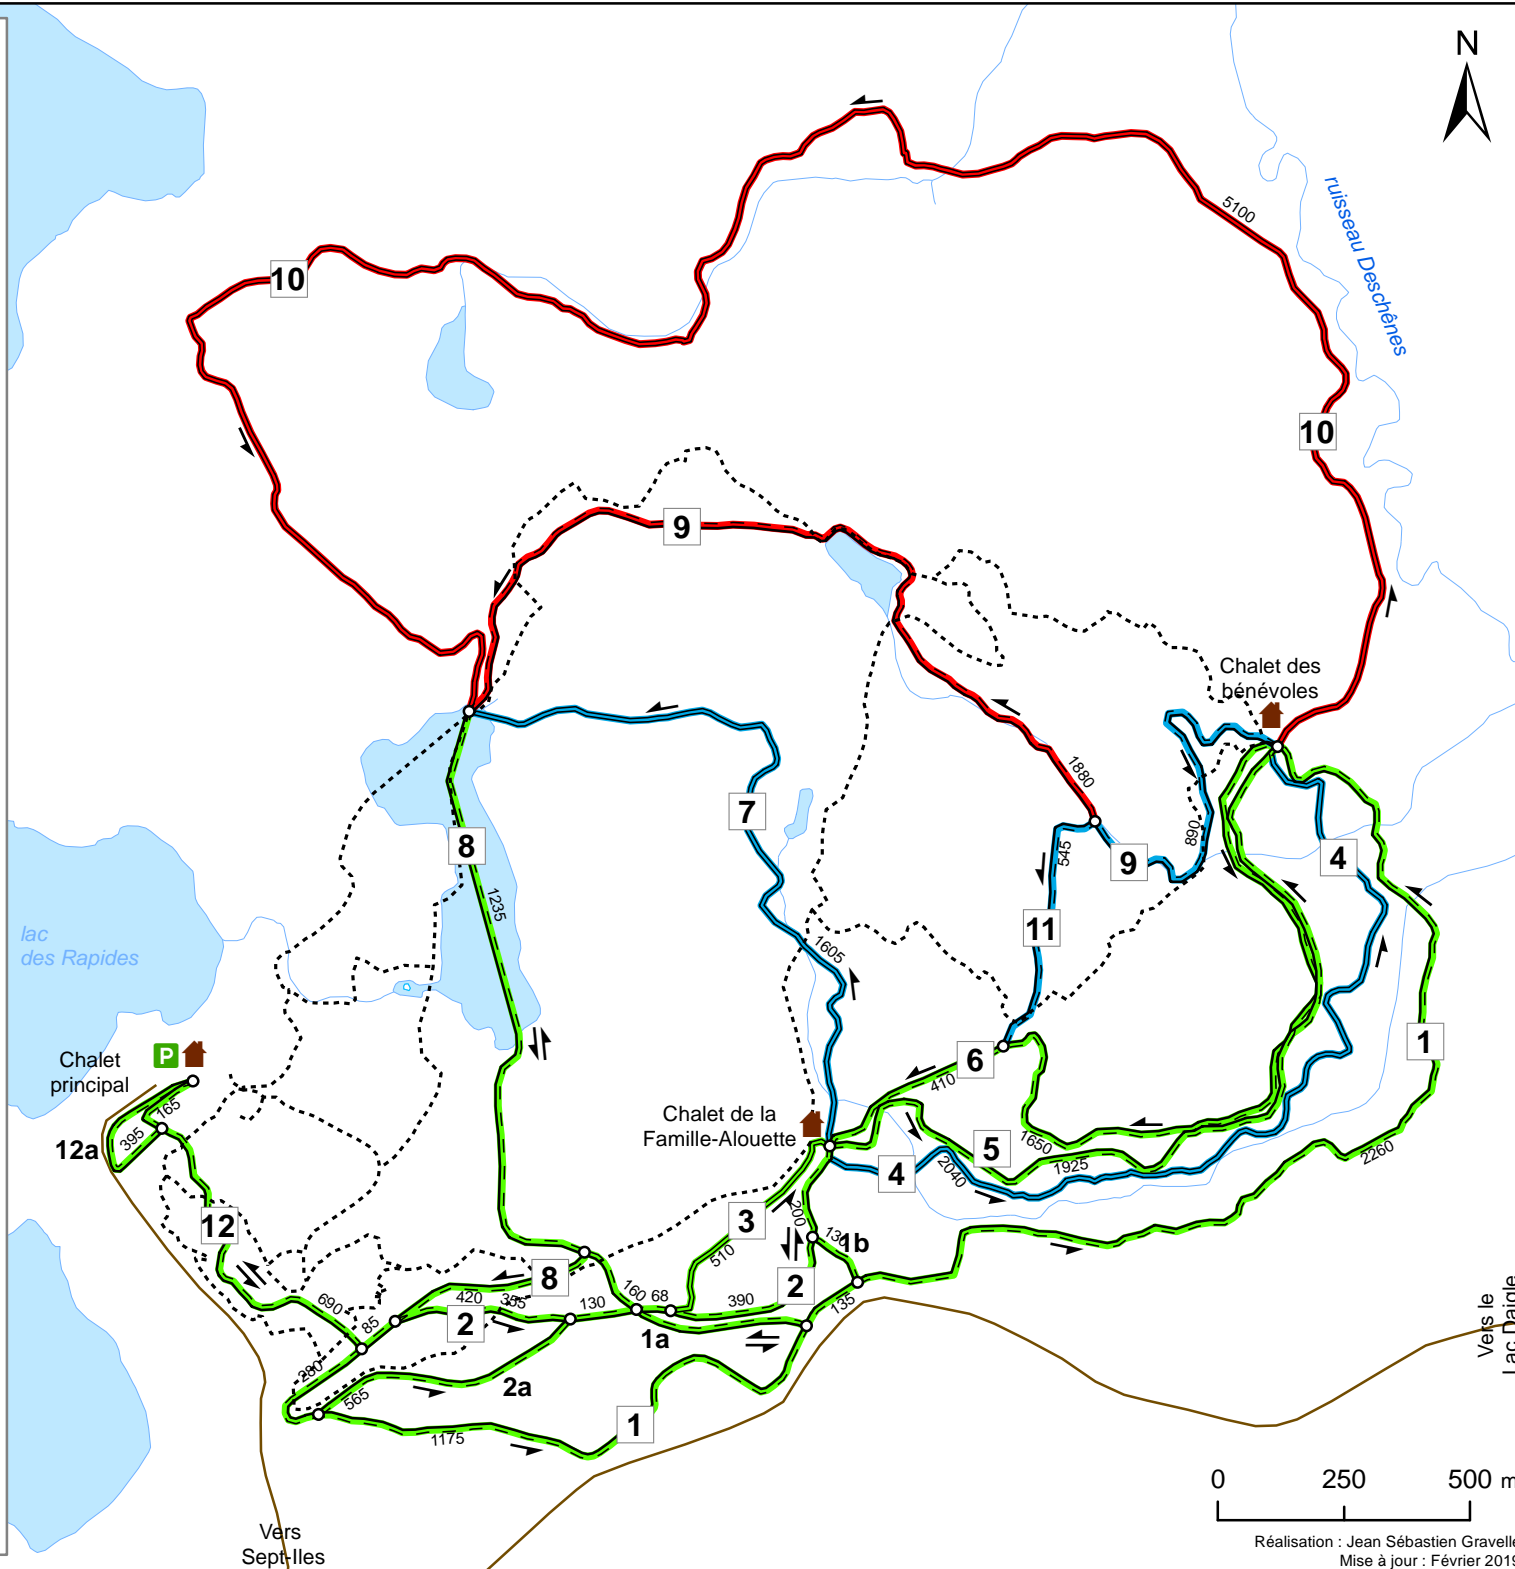 N
5100
ruisseau Deschênes
10
10
9
Chalet des
bénévoles
1880
7
8
890
545
9
4
1235
11
1605
lac
des Rapides
Chalet
principal
P
6
1
410
165
395
12a
Chalet de la
Famille-Alouette
1650
5
1925
2260
4
2040
12
3
200
130
1b
510
8
2
690
420
355
160
68
130
390
135
85
2
1a
280
2a
565
1
1175
Vers le
Lac Daigle
0 250 500 m
Vers
Sept-Iles
Réalisation : Jean Sébastien Gravelle
Mise à jour : Février 2019